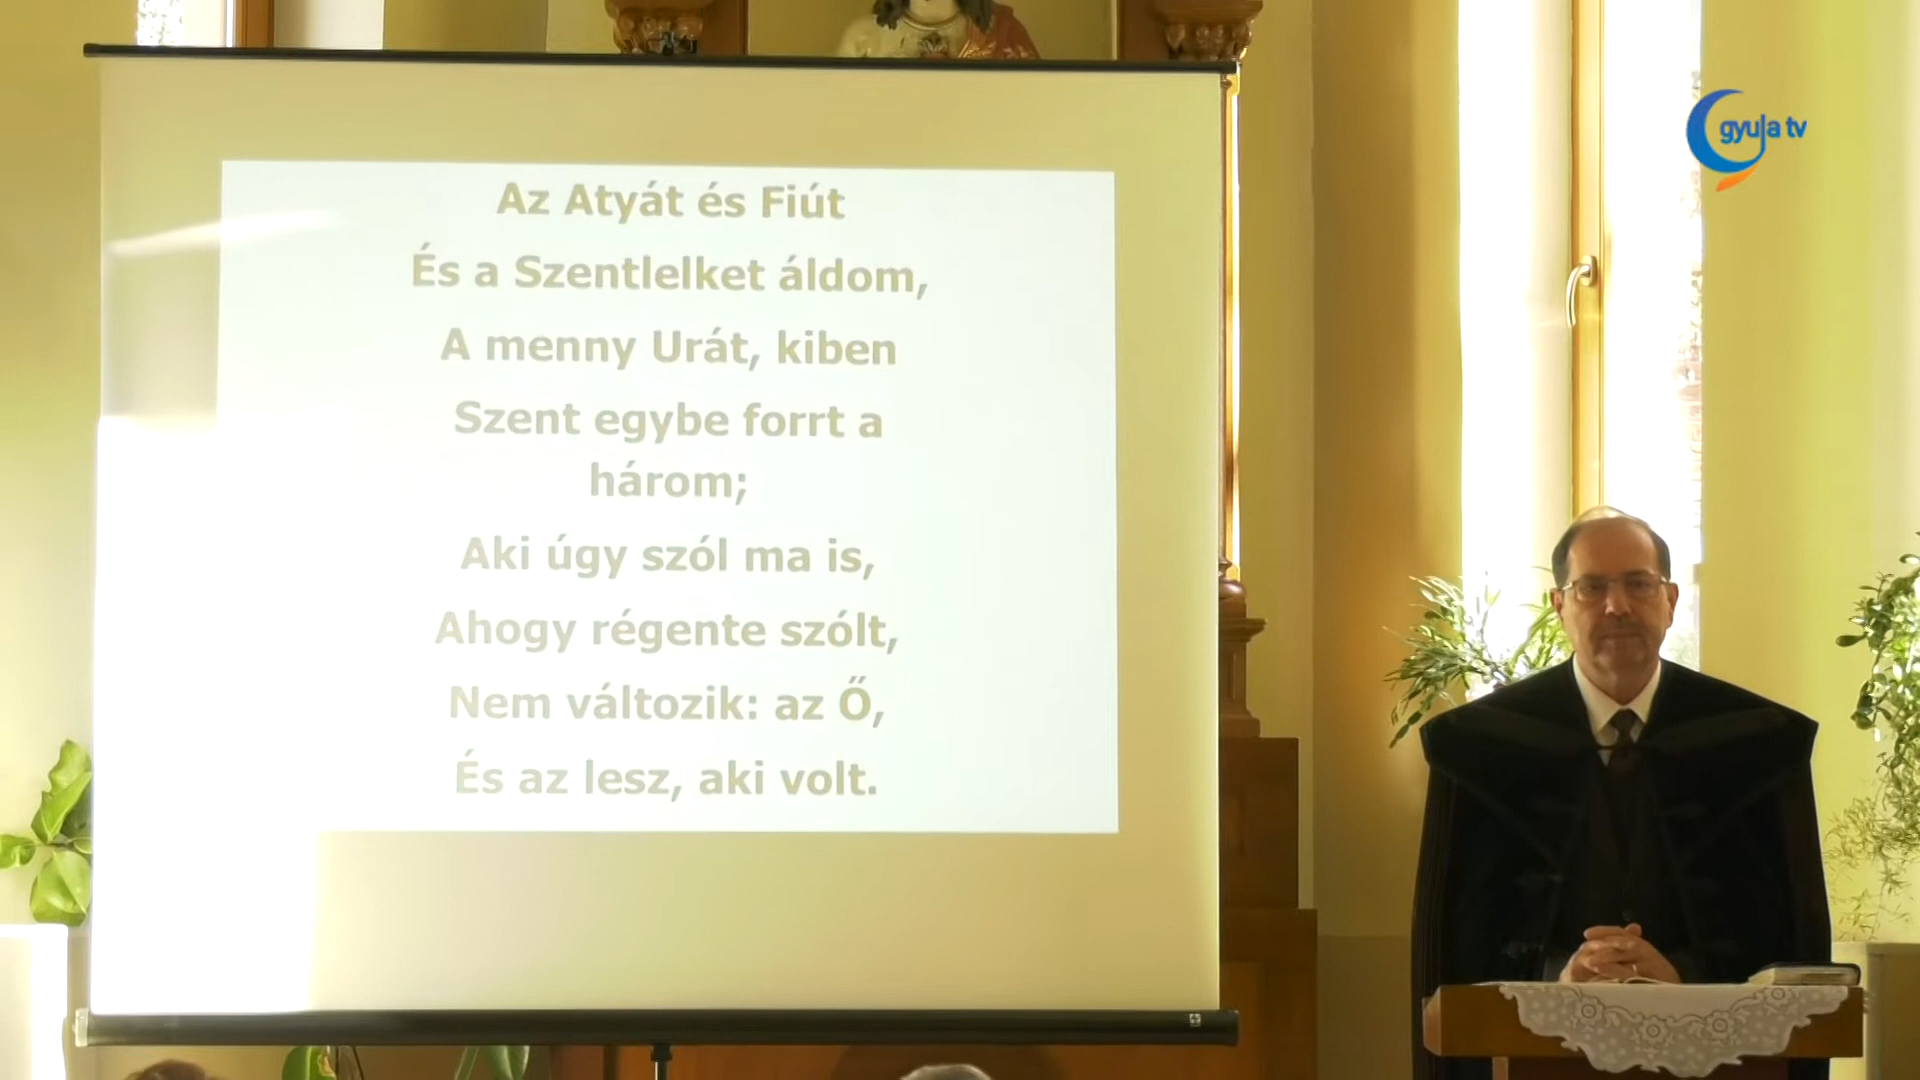 gyula tv
Az Atyát és Fiút
És a Szentlelket áldom,
A menny Urát, kiben
Szent egybe forrt a
három;
Aki úgy szól ma is,
Ahogy régente szólt,
Nem változik: az Ő,
És az lesz, aki volt.